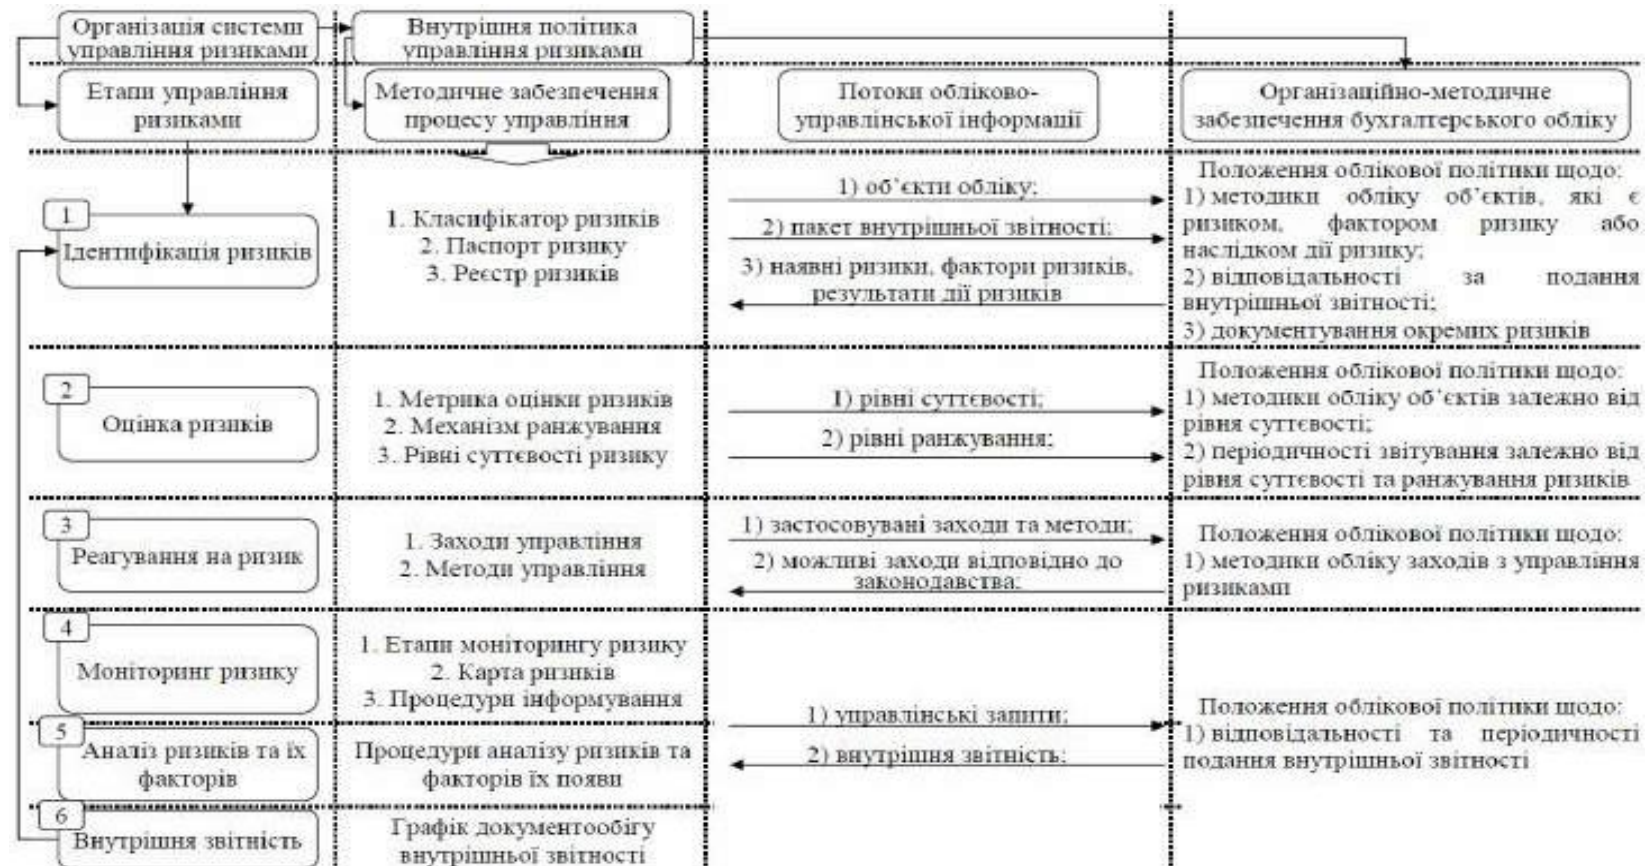 Організація системи
управління ризиками
Внутрішня політика
управління ризиками
Етапи управління
ризиками
Методичне забезпечення
процесу управління
Потоки обліково-
управлінської інформації
Організаційно-методичне
забезпечення бухгалтерського обліку
1
Ідентифікація ризиків
1. Класифікатор ризиків
2. Паспорт ризику
3. Реєстр ризиків
1) об’єкти обліку;
2) пакет внутрішньої звітності;
3) наявні ризики, фактори ризиків,
результати дії ризиків
Положення облікової політики щодо:
1) методики обліку об’єктів, які є
ризиком, фактором ризику або
наслідком дії ризику;
2) відповідальності за подання
внутрішньої звітності;
3) документування окремих ризиків
2
Оцінка ризиків
1. Метрика оцінки ризиків
2. Механізм ранжування
3. Рівні суттєвості ризику
1) рівні суттєвості;
2) рівні ранжування;
Положення облікової політики щодо:
1) методики обліку об’єктів залежно від
рівня суттєвості;
2) періодичності звітування залежно від
рівня суттєвості та ранжування ризиків
3
Реагування на ризик
1. Заходи управління
2. Методи управління
1) застосовувані заходи та методи;
2) можливі заходи відповідно до
законодавства;
Положення облікової політики щодо:
1) методики обліку заходів з управління
ризиками
4
Моніторинг ризику
1. Етапи моніторингу ризику
2. Карта ризиків
3. Процедури інформування
5
Аналіз ризиків та їх
факторів
Процедури аналізу ризиків та
факторів їх появи
1) управлінські запити;
2) внутрішня звітність;
Положення облікової політики щодо:
1) відповідальності та періодичності
подання внутрішньої звітності
6
Внутрішня звітність
Графік документообігу
внутрішньої звітності